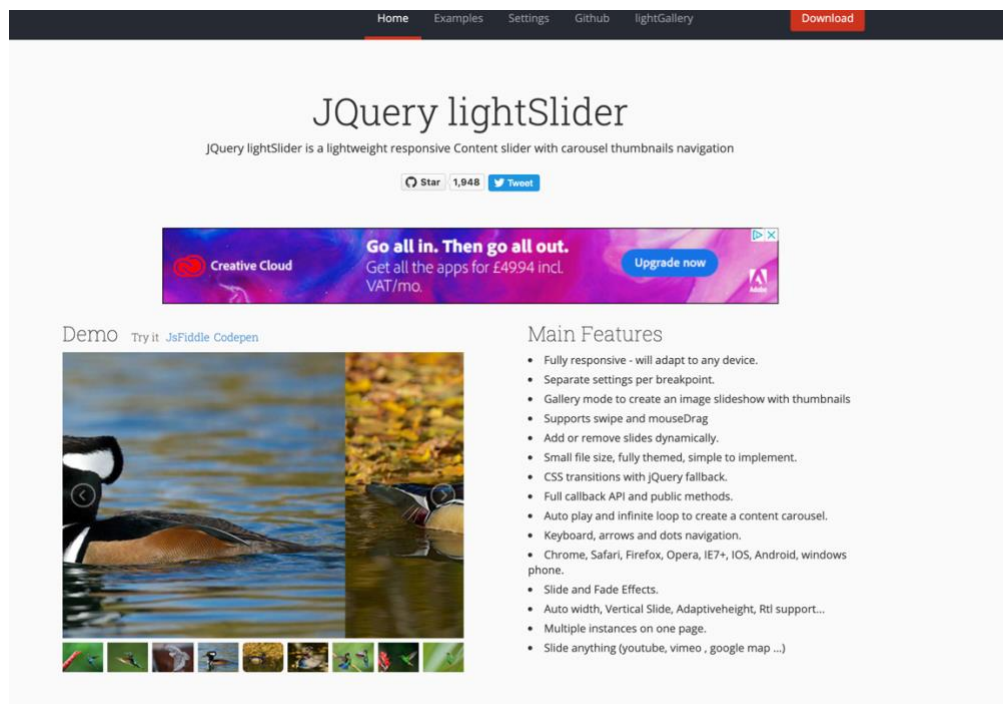 Home Examples Settings Github lightGallery Download
JQuery lightSlider
JQuery lightSlider is a lightweight responsive Content slider with carousel thumbnails navigation
Star 1,948 Tweet
Creative Cloud
Go all in. Then go all out.
Get all the apps for £49.94 incl.
VAT/mo.
Upgrade now
Adobe
Demo Try it JsFiddle Codepen
Main Features
• Fully responsive - will adapt to any device.
• Separate settings per breakpoint.
• Gallery mode to create an image slideshow with thumbnails
• Supports swipe and mouseDrag
• Add or remove slides dynamically.
• Small file size, fully themed, simple to implement.
• CSS transitions with jQuery fallback.
• Full callback API and public methods.
• Auto play and infinite loop to create a content carousel.
• Keyboard, arrows and dots navigation.
• Chrome, Safari, Firefox, Opera, IE7+, IOS, Android, windows
phone.
• Slide and Fade Effects.
• Auto width, Vertical Slide, Adaptiveheight, Rtl support...
• Multiple instances on one page.
• Slide anything (youtube, vimeo , google map ...)